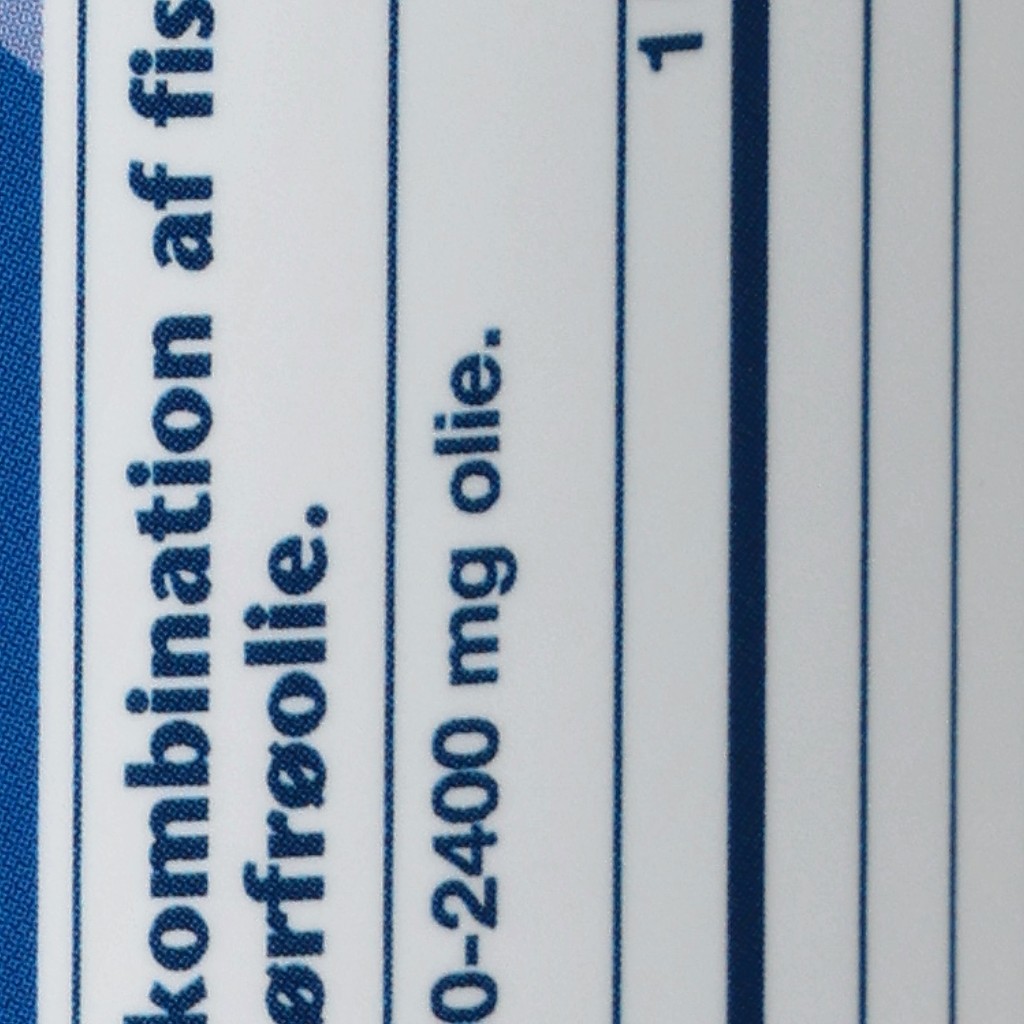 kombination af fis
ørfrøolie.
0-2400 mg olie.
1